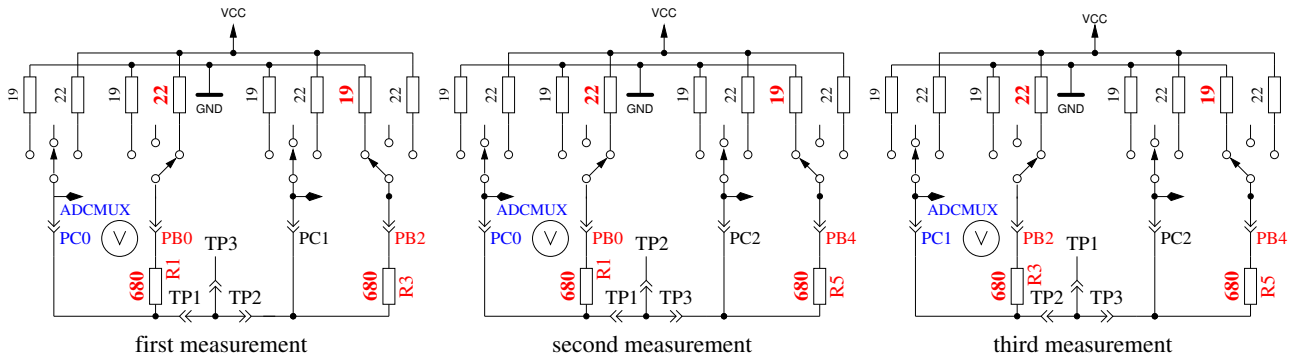 VCC
19
22
19
22
GND
19
22
19
22
ADCMUX
PC0
V
PB0
TP3
PC1
PB2
680
R1
680
R3
TP1
TP2
first measurement
VCC
19
22
19
22
GND
19
22
19
22
ADCMUX
PC0
V
PB0
TP2
PC2
PB4
680
R1
680
R5
TP1
TP3
second measurement
VCC
19
22
19
22
GND
19
22
19
22
ADCMUX
PC1
V
PB2
TP1
PC2
PB4
680
R3
680
R5
TP2
TP3
third measurement